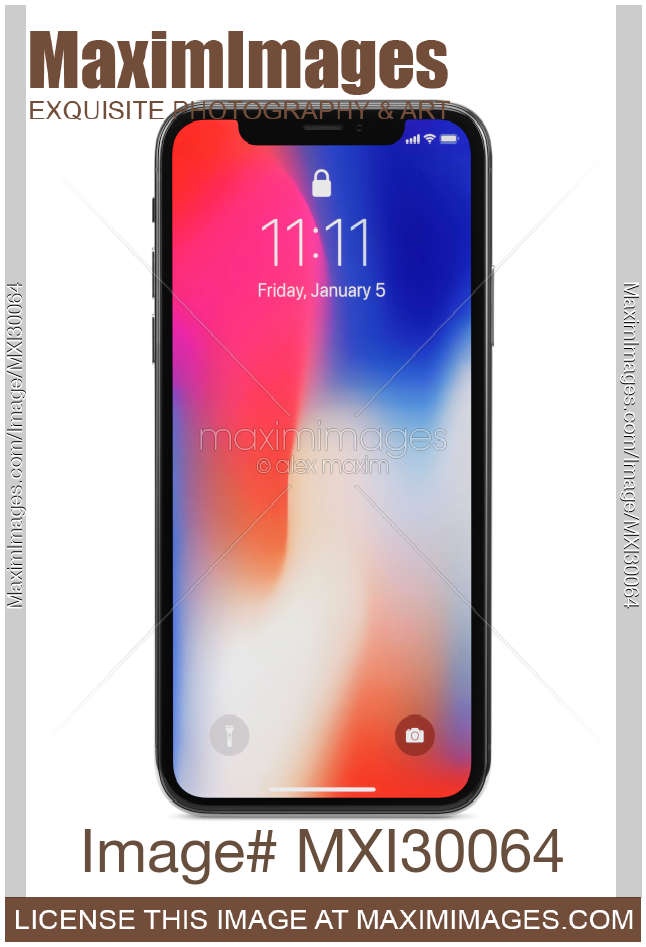 MaximImages
EXQUISITE PHOTOGRAPHY & ART
11:11
Friday, January 5
maximimages
© alex maxim
MaximImages.com/Image/MXI30064
MaximImages.com/Image/MXI30064
Image# MXI30064
LICENSE THIS IMAGE AT MAXIMIMAGES.COM